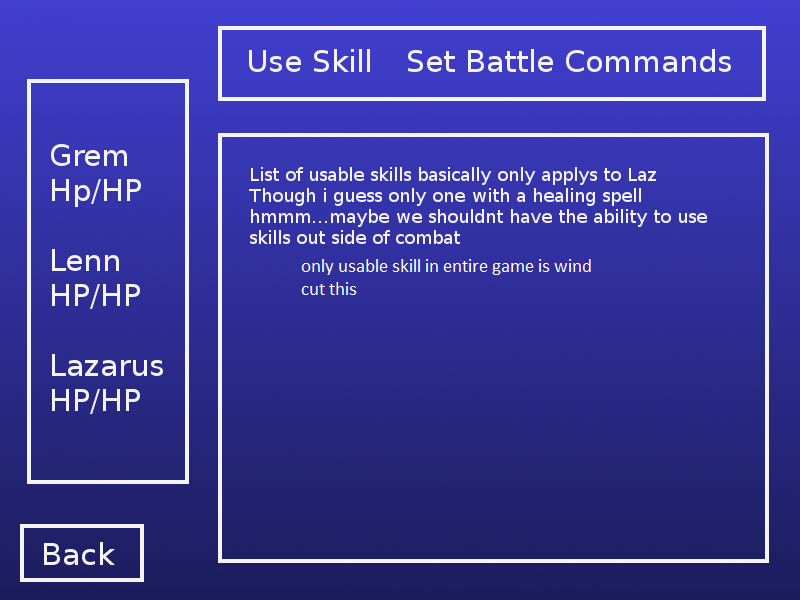 Use Skill Set Battle Commands
Grem
Hp/HP
Lenn
HP/HP
Lazarus
HP/HP
List of usable skills basically only applys to Laz
Though i guess only one with a healing spell
hmmm...maybe we shouldnt have the ability to use
skills out side of combat
only usable skill in entire game is wind
cut this
Back